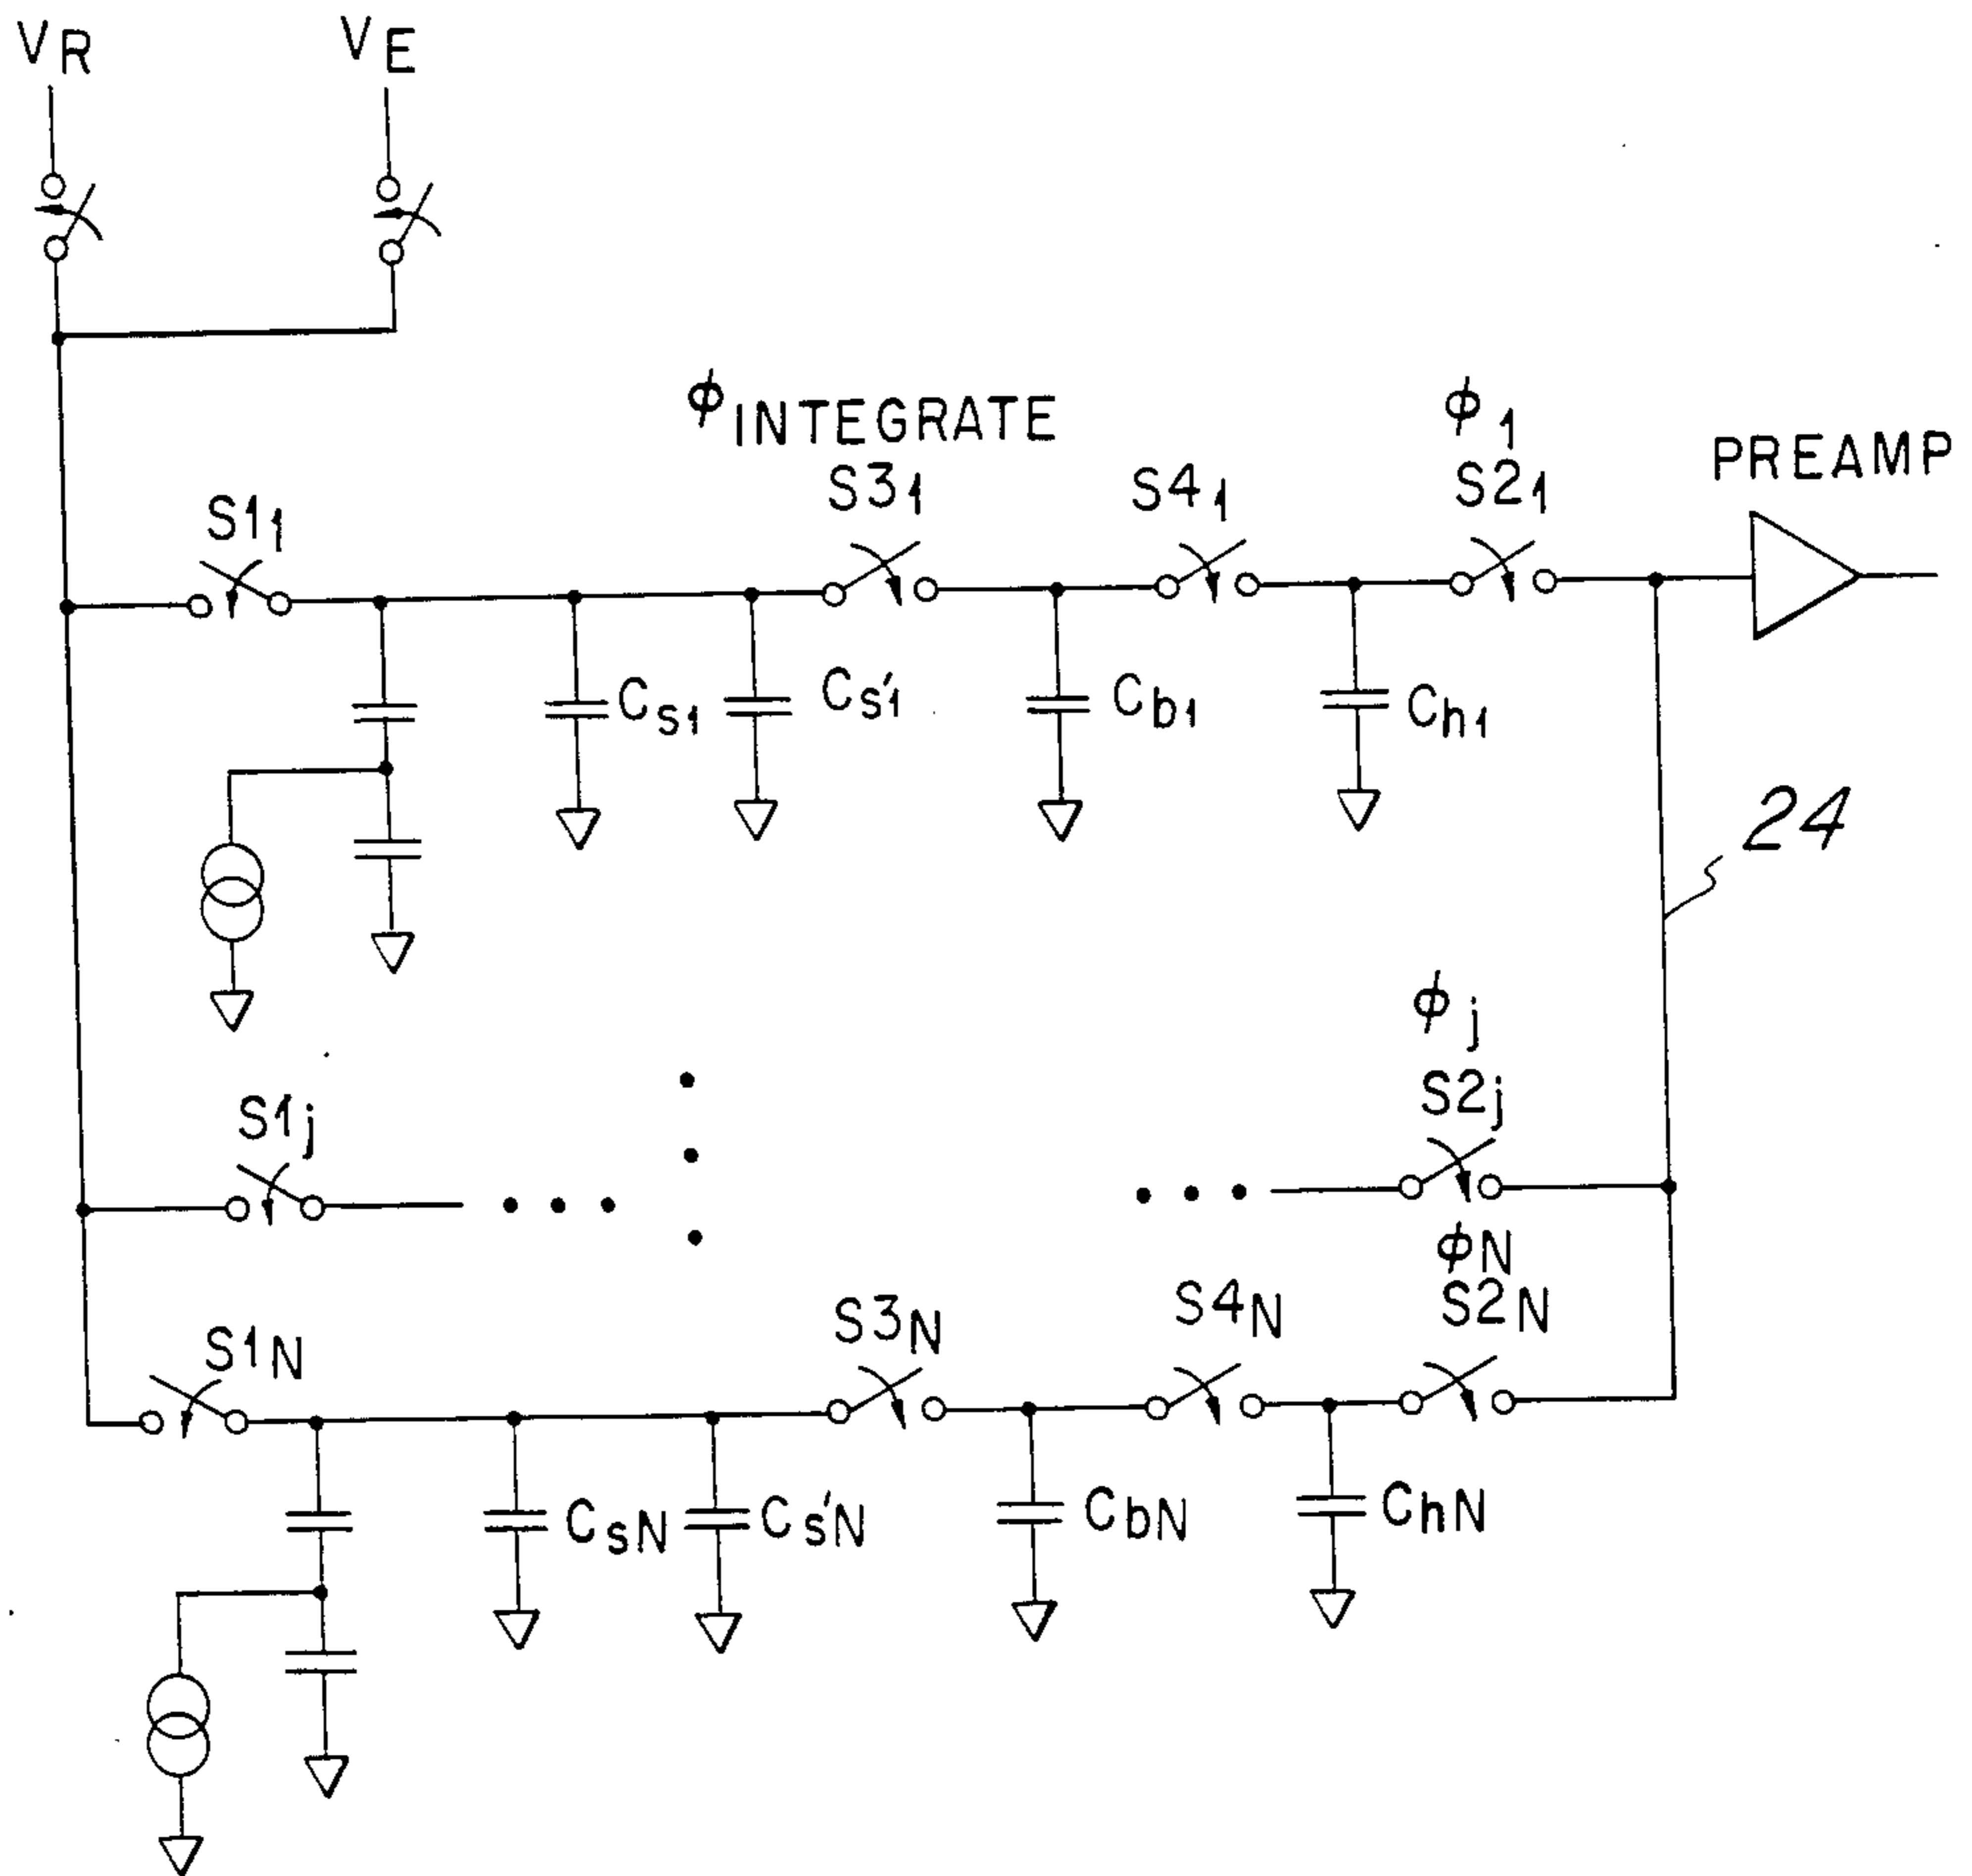 VR
VE
ϕINTEGRATE
ϕ1
S11
S31
S41
S21
PREAMP
Cs1
Cs'1
Cb1
Ch1
24
ϕj
S1j
S2j
ϕN
S1N
S3N
S4N
S2N
CsN
Cs'N
CbN
ChN